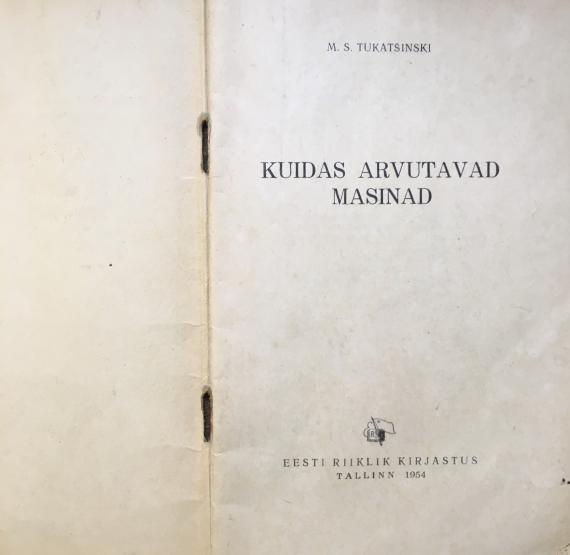 M. S. TUKATSINSKI
KUIDAS ARVUTAVAD
MASINAD
EESTI RIIKLIK KIRJASTUS
TALLINN 1954